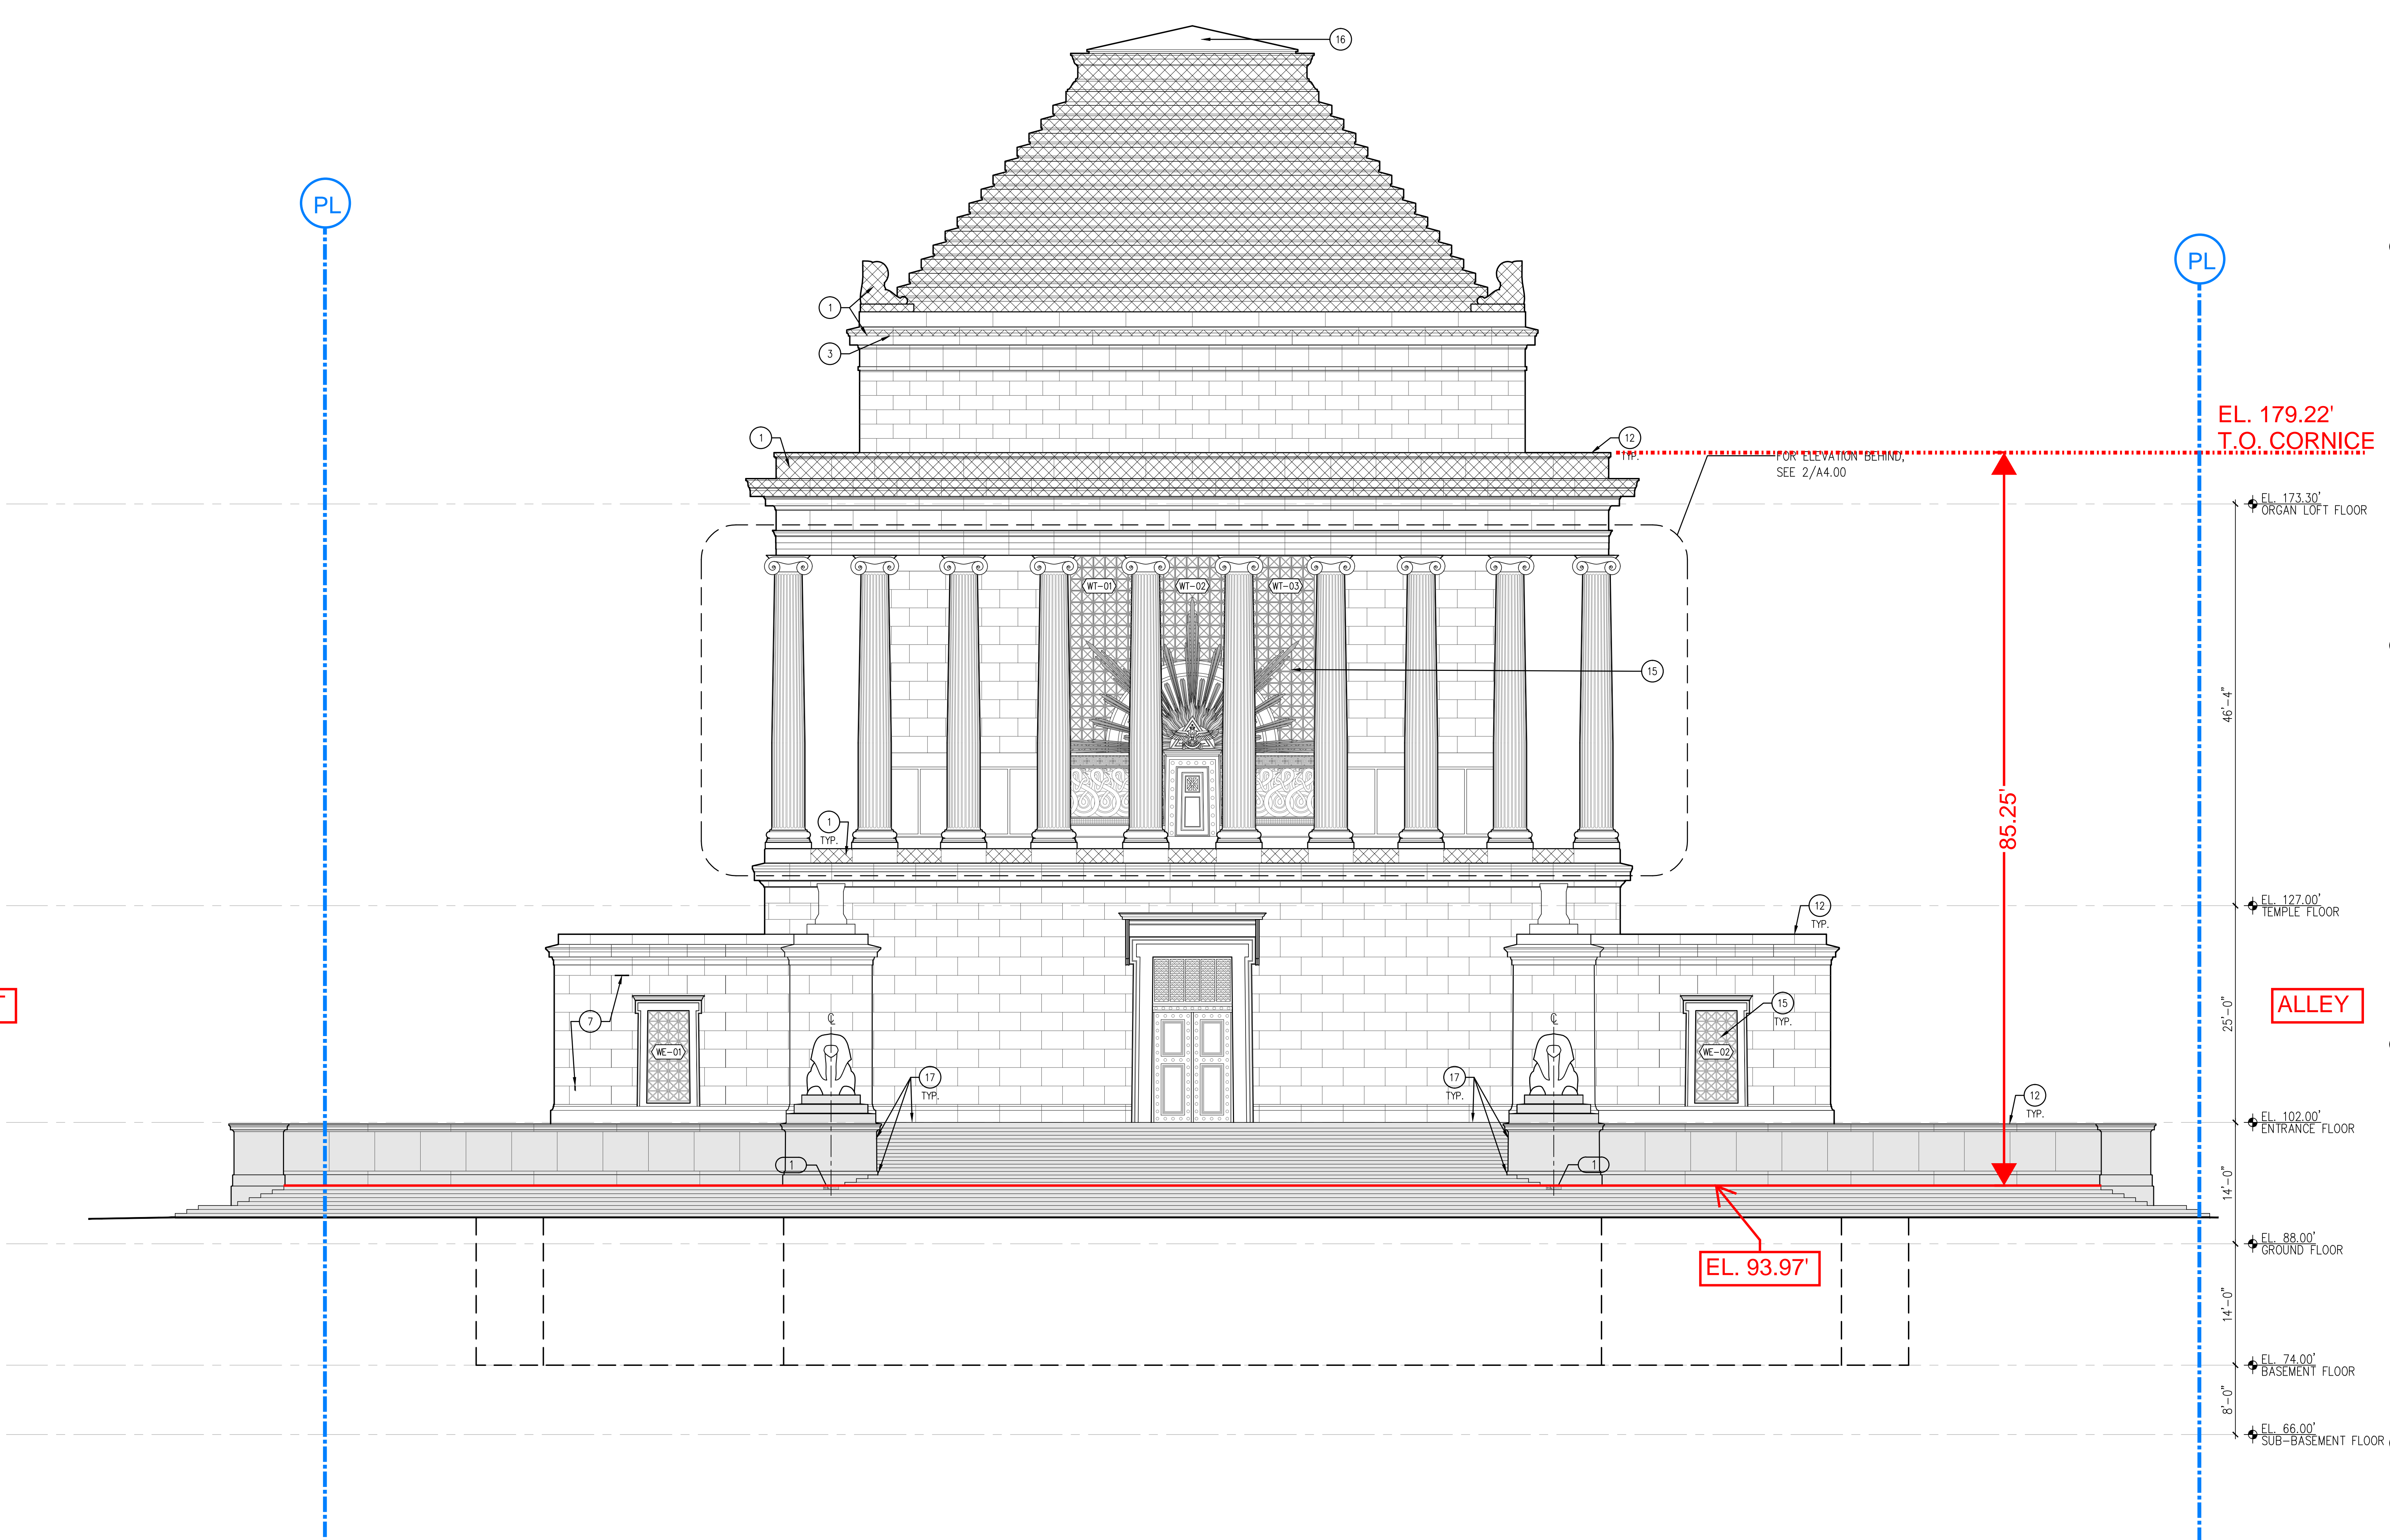 16
PL
PL
1
3
EL. 179.22'
T.O. CORNICE
1
12
TYP.
FOR ELEVATION BEHIND,
SEE 2/A4.00
EL. 173.30'
ORGAN LOFT FLOOR
WT-01
WT-02
WT-03
15
46'-4"
85.25'
1
TYP.
EL. 127.00'
TEMPLE FLOOR
12
TYP.
7
WE-01
℄
℄
15
TYP.
WE-02
25'-0"
ALLEY
17
TYP.
17
TYP.
12
TYP.
EL. 102.00'
ENTRANCE FLOOR
1
1
14'-0"
EL. 93.97'
EL. 88.00'
GROUND FLOOR
14'-0"
EL. 74.00'
BASEMENT FLOOR
8'-0"
EL. 66.00'
SUB-BASEMENT FLOOR